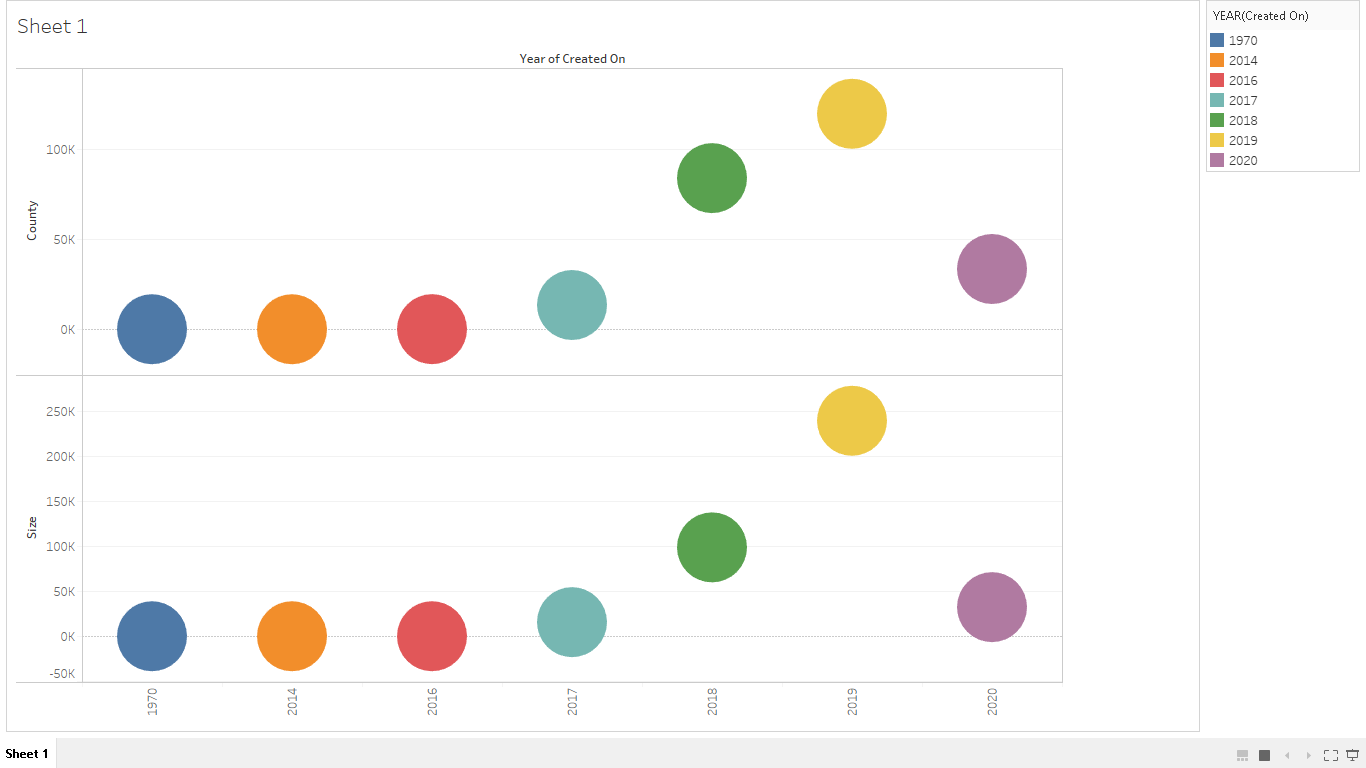 Sheet 1
Year of Created On
County
100K
50K
0K
Size
250K
200K
150K
100K
50K
0K
-50K
1970
2014
2016
2017
2018
2019
2020
YEAR(Created On)
1970
2014
2016
2017
2018
2019
2020
Sheet 1